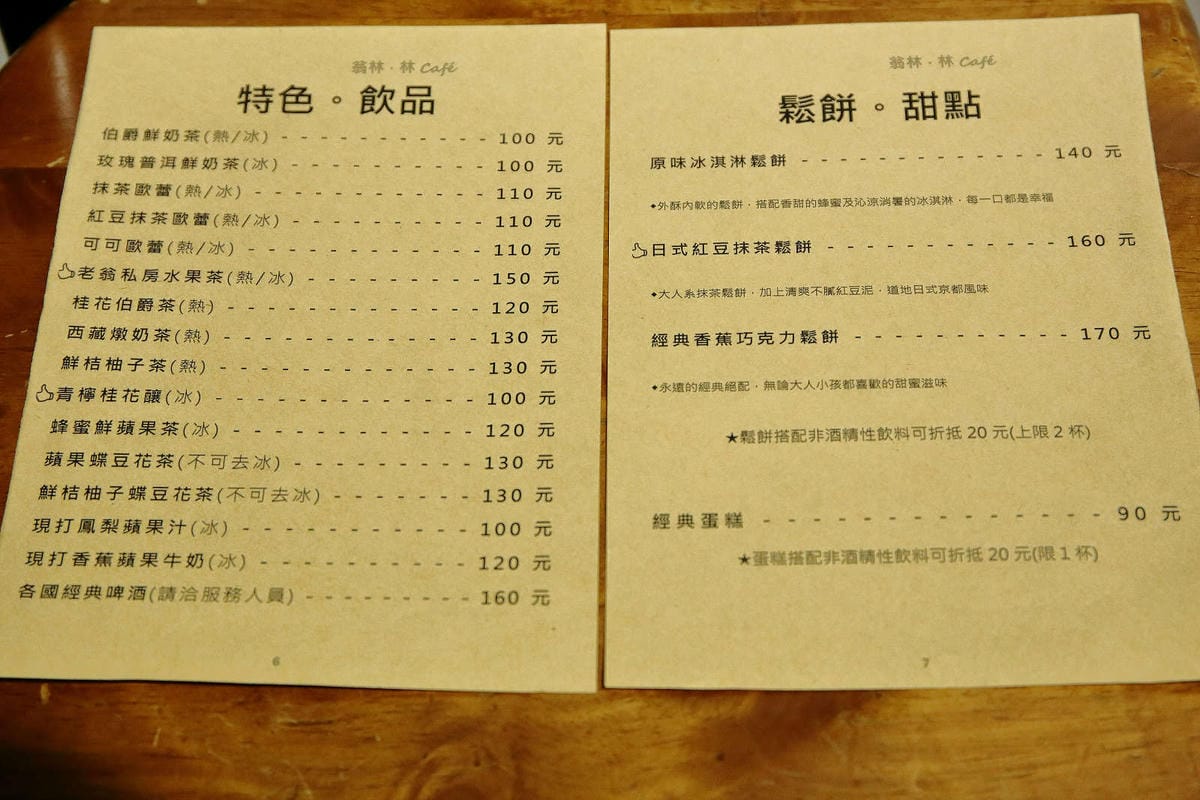 翁林．林 Café
特色。飲品
伯爵鮮奶茶(熱/冰) - - - - - - - - - - - 100 元
玫瑰普洱鮮奶茶(冰) - - - - - - - - - - 100 元
抹茶歐蕾(熱/冰) - - - - - - - - - - - - 110 元
紅豆抹茶歐蕾(熱/冰) - - - - - - - - - - 110 元
可可歐蕾(熱/冰) - - - - - - - - - - - - 110 元
老翁私房水果茶(熱/冰) - - - - - - - - - 150 元
桂花伯爵茶(熱) - - - - - - - - - - - - - 120 元
西藏燉奶茶(熱) - - - - - - - - - - - - - 130 元
鮮桔柚子茶(熱) - - - - - - - - - - - - - 130 元
青檸桂花釀(冰) - - - - - - - - - - - - - 100 元
蜂蜜鮮蘋果茶(冰) - - - - - - - - - - - - 120 元
蘋果蝶豆花茶(不可去冰) - - - - - - - - - 130 元
鮮桔柚子蝶豆花茶(不可去冰) - - - - - - - 130 元
現打鳳梨蘋果汁(冰) - - - - - - - - - - - 100 元
現打香蕉蘋果牛奶(冰) - - - - - - - - - - 120 元
各國經典啤酒(請洽服務人員) - - - - - - - - 160 元
6
翁林．林 Café
鬆餅。甜點
原味冰淇淋鬆餅 - - - - - - - - - - - - - 140 元
◆外酥內軟的鬆餅，搭配香甜的蜂蜜及沁涼消暑的冰淇淋，每一口都是幸福
日式紅豆抹茶鬆餅 - - - - - - - - - - - - 160 元
◆大人系抹茶鬆餅，加上清爽不膩紅豆泥，道地日式京都風味
經典香蕉巧克力鬆餅 - - - - - - - - - - - 170 元
◆永遠的經典絕配，無論大人小孩都喜歡的甜蜜滋味
★鬆餅搭配非酒精性飲料可折抵 20 元(上限 2 杯)
經典蛋糕 - - - - - - - - - - - - - - - - 90 元
★蛋糕搭配非酒精性飲料可折抵 20 元(限 1 杯)
7